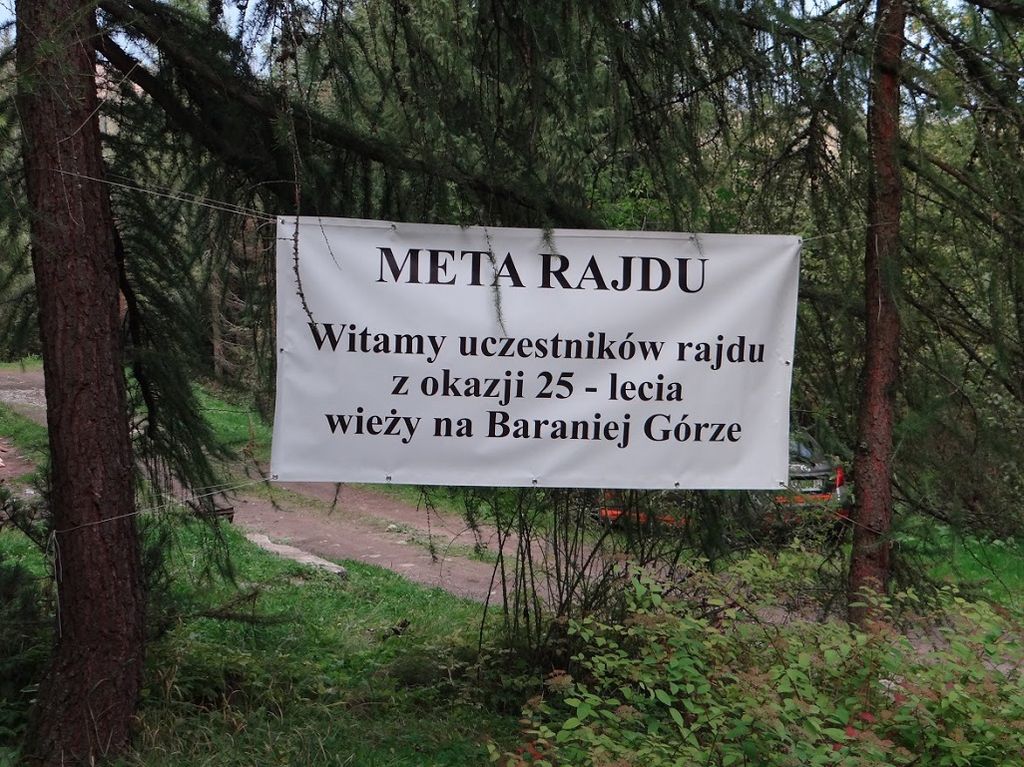 META RAJDU
Witamy uczestników rajdu
z okazji 25 - lecia
wieży na Baraniej Górze